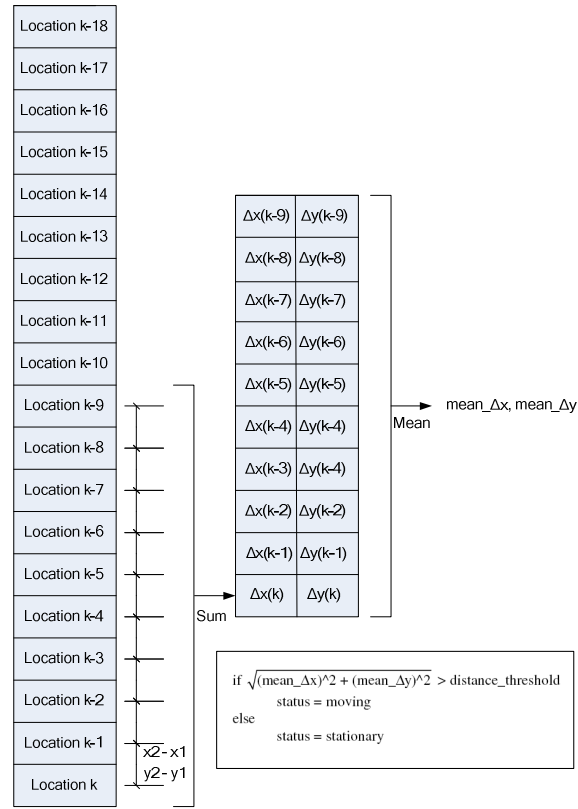 Location k-18
Location k-17
Location k-16
Location k-15
Location k-14
Location k-13
Location k-12
Location k-11
Location k-10
Location k-9
Location k-8
Location k-7
Location k-6
Location k-5
Location k-4
Location k-3
Location k-2
Location k-1
Location k
x2-x1
y2-y1
Sum
Δx(k-9) Δy(k-9)
Δx(k-8) Δy(k-8)
Δx(k-7) Δy(k-7)
Δx(k-6) Δy(k-6)
Δx(k-5) Δy(k-5)
Δx(k-4) Δy(k-4)
Δx(k-3) Δy(k-4)
Δx(k-2) Δy(k-2)
Δx(k-1) Δy(k-1)
Δx(k) Δy(k)
Mean
mean_Δx, mean_Δy
if √(mean_Δx)^2 + (mean_Δy)^2 > distance_threshold
status = moving
else
status = stationary